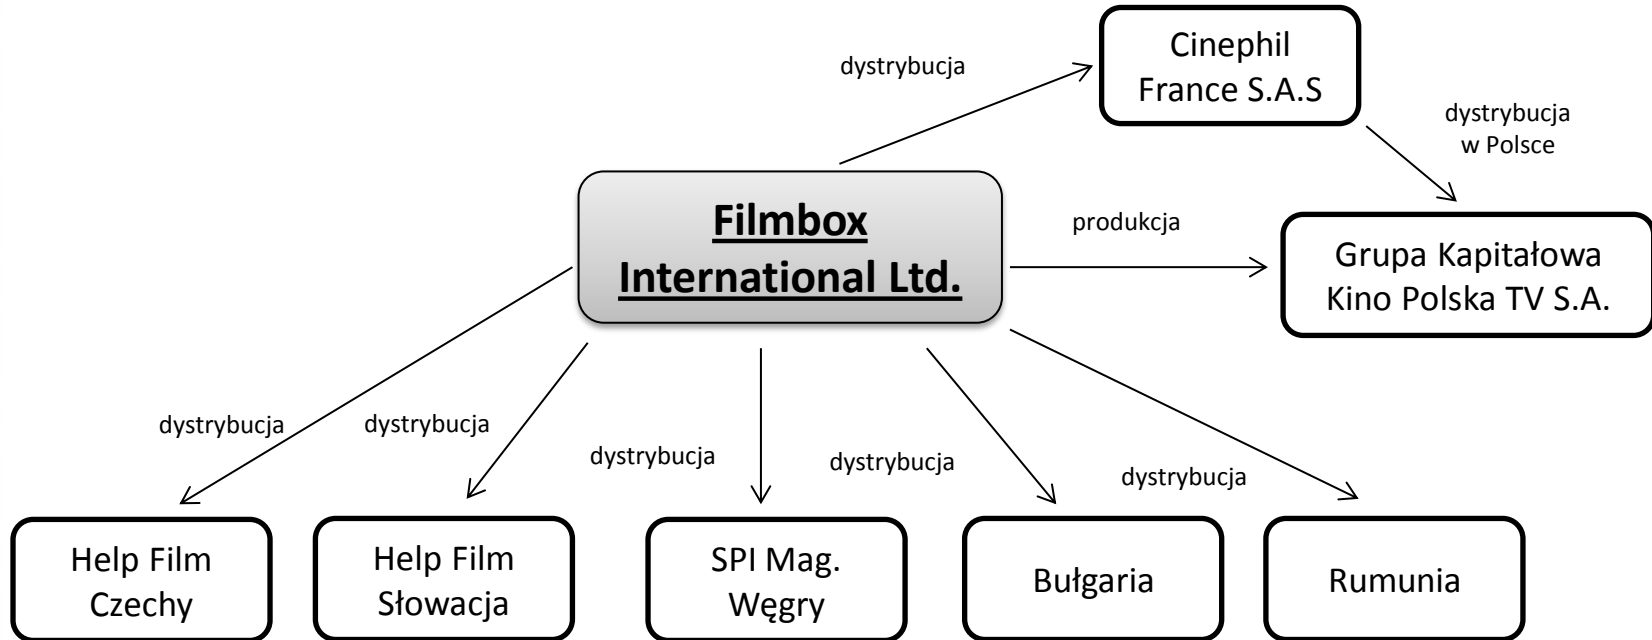 Cinephil
France S.A.S
dystrybucja
dystrybucja
w Polsce
Filmbox
International Ltd.
produkcja
Grupa Kapitałowa
Kino Polska TV S.A.
dystrybucja
dystrybucja
dystrybucja
dystrybucja
dystrybucja
Help Film
Czechy
Help Film
Słowacja
SPI Mag.
Węgry
Bułgaria
Rumunia